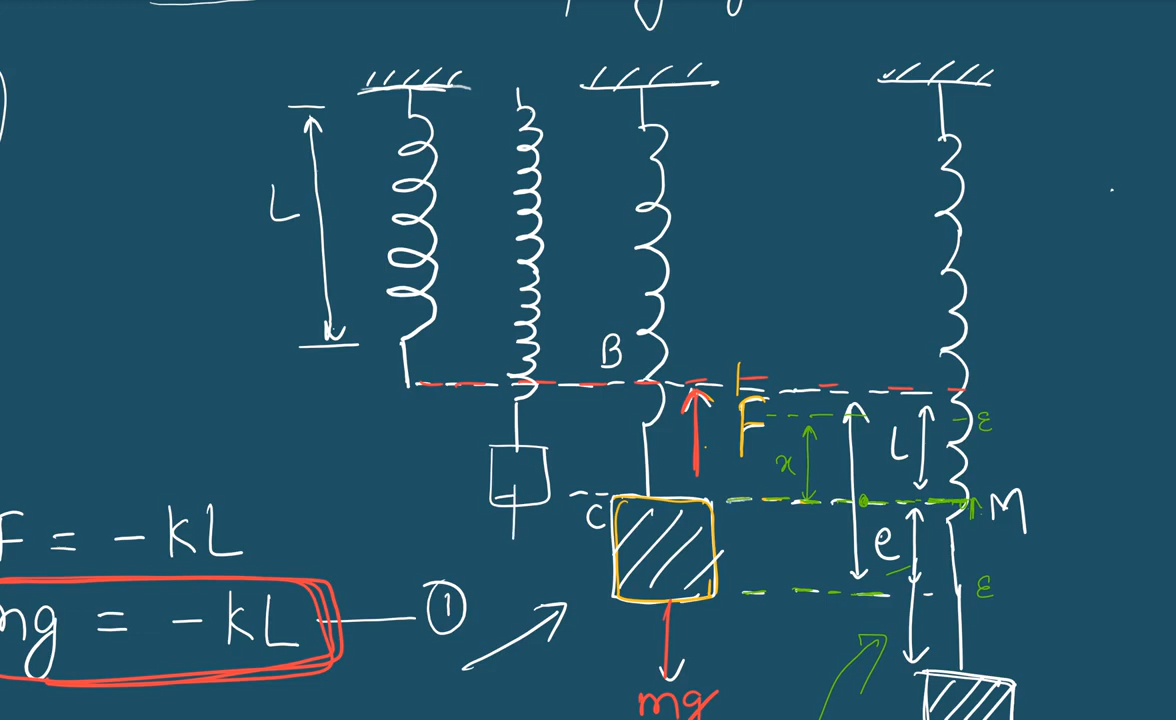 L
B
F
L
x
ε
C
M
e
ε
F = - kL
mg = - kL
①
mg